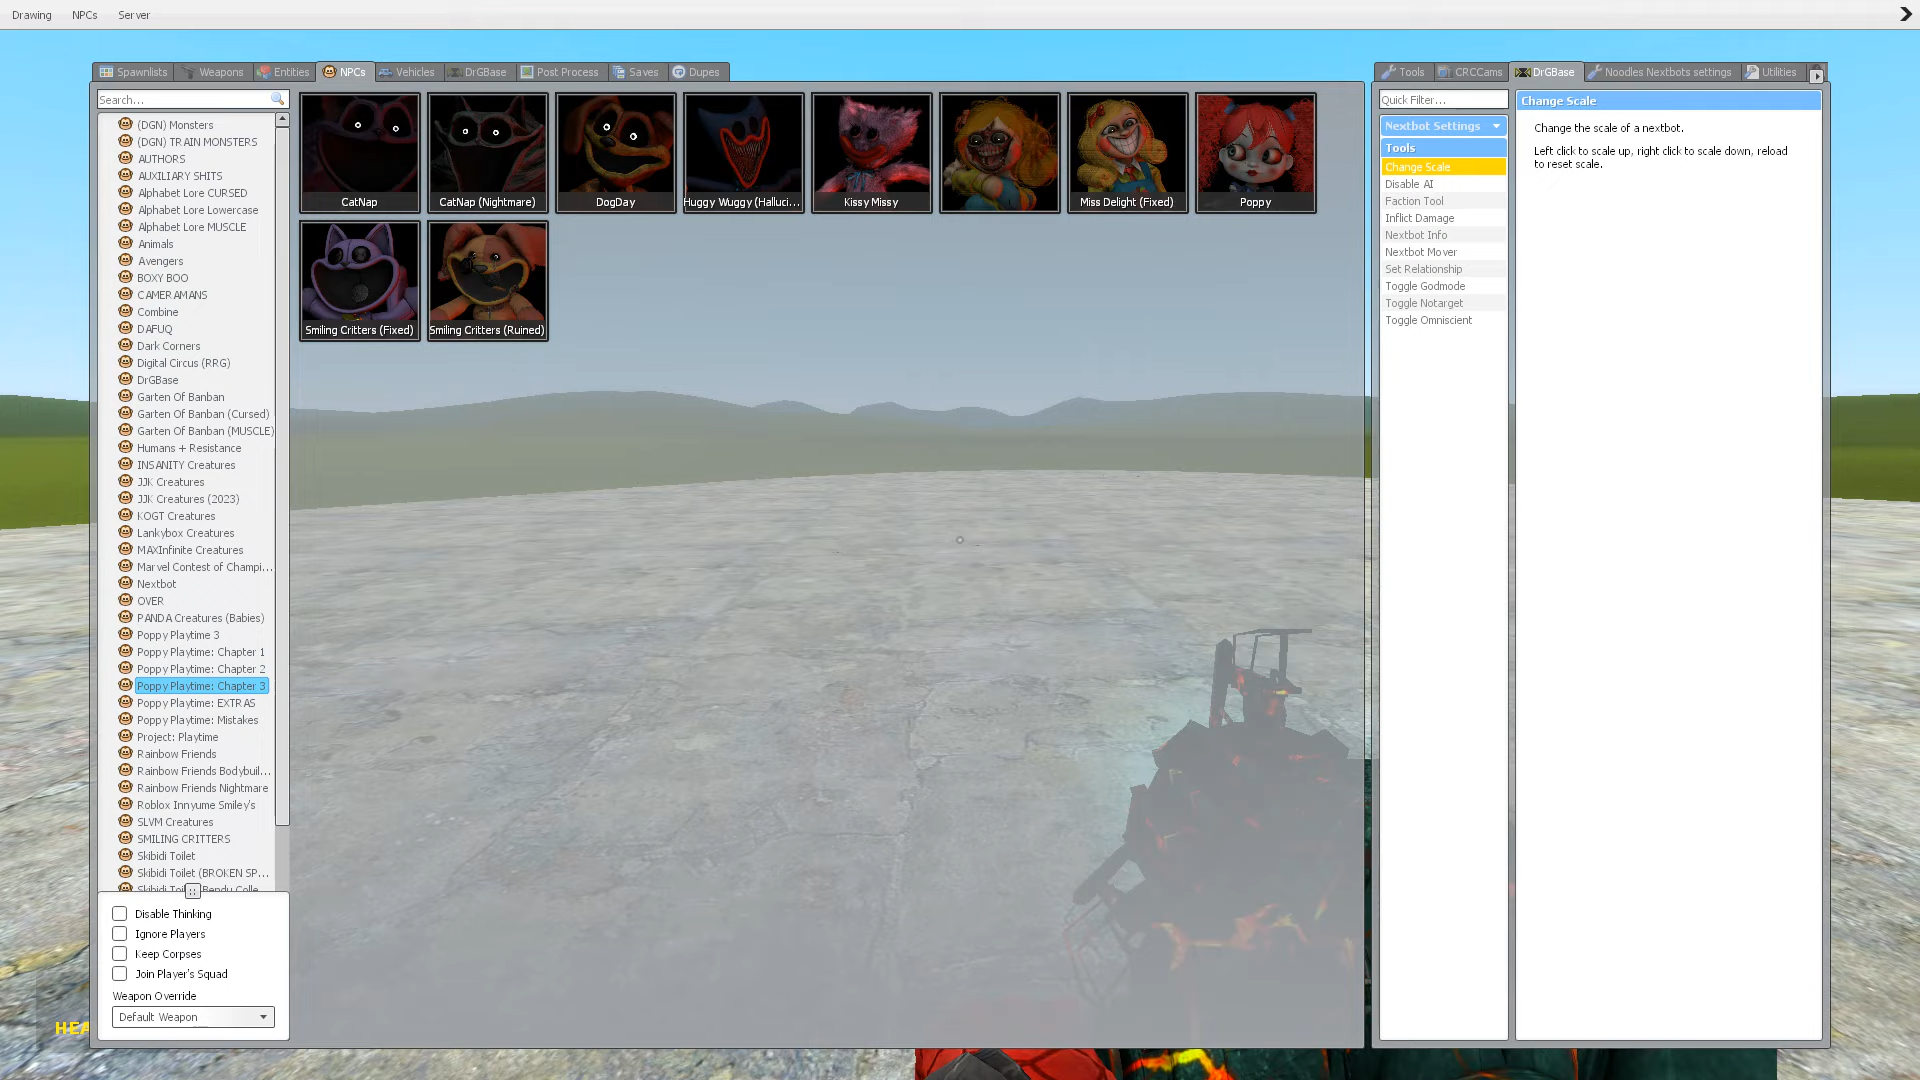 Drawing NPCs Server
Spawnlists Weapons Entities NPCs Vehicles DrGBase Post Process Saves Dupes
Search...
(DGN) Monsters
(DGN) TRAIN MONSTERS
AUTHORS
AUXILIARY SHITS
Alphabet Lore CURSED
Alphabet Lore Lowercase
Alphabet Lore MUSCLE
Animals
Avengers
BOXY BOO
CAMERAMANS
Combine
DAFUQ
Dark Corners
Digital Circus (RRG)
DrGBase
Garten Of Banban
Garten Of Banban (Cursed)
Garten Of Banban (MUSCLE)
Humans + Resistance
INSANITY Creatures
JJK Creatures
JJK Creatures (2023)
KOGT Creatures
Lankybox Creatures
MAXInfinite Creatures
Marvel Contest of Champi...
Nextbot
OVER
PANDA Creatures (Babies)
Poppy Playtime 3
Poppy Playtime: Chapter 1
Poppy Playtime: Chapter 2
Poppy Playtime: Chapter 3
Poppy Playtime: EXTRAS
Poppy Playtime: Mistakes
Project: Playtime
Rainbow Friends
Rainbow Friends Bodybuil...
Rainbow Friends Nightmare
Roblox Innyume Smiley's
SLVM Creatures
SMILING CRITTERS
Skibidi Toilet
Skibidi Toilet (BROKEN SP...
Disable Thinking
Ignore Players
Keep Corpses
Join Player's Squad
Weapon Override
Default Weapon
HEA
CatNap
CatNap (Nightmare)
DogDay
Huggy Wuggy (Halluci...
Kissy Missy
Miss Delight (Fixed)
Poppy
Smiling Critters (Fixed)
Smiling Critters (Ruined)
Tools CRCCams DrGBase Noodles Nextbots settings Utilities
Quick Filter...
Nextbot Settings
Tools
Change Scale
Disable AI
Faction Tool
Inflict Damage
Nextbot Info
Nextbot Mover
Set Relationship
Toggle Godmode
Toggle Notarget
Toggle Omniscient
Change Scale
Change the scale of a nextbot.
Left click to scale up, right click to scale down, reload
to reset scale.